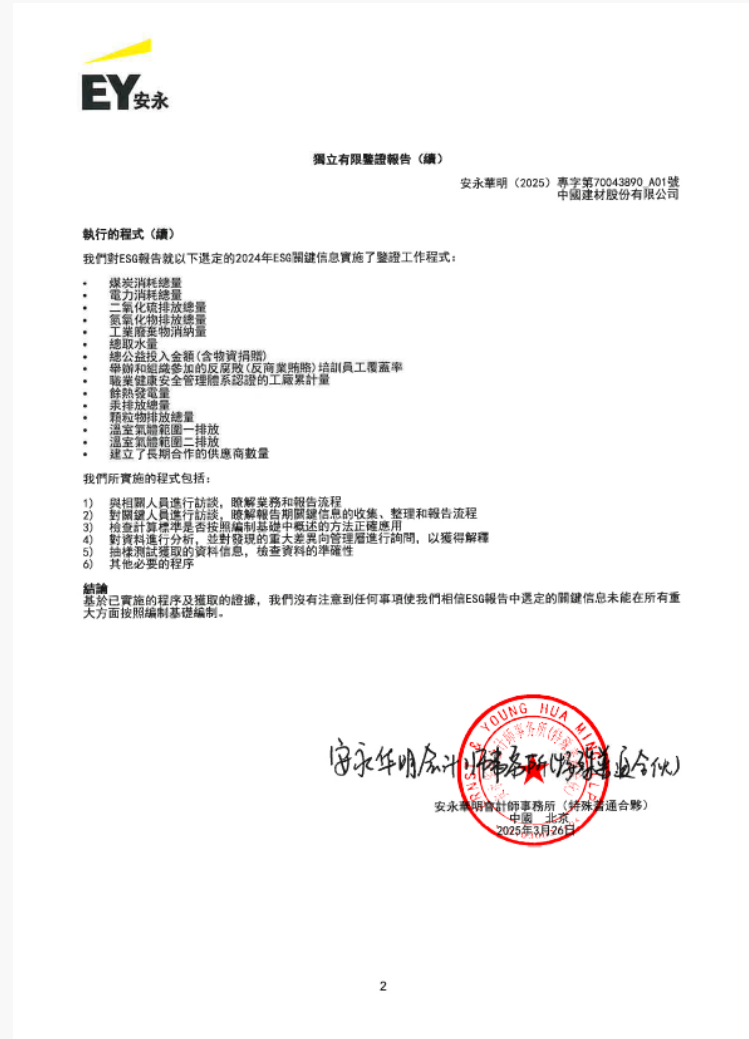 EY安永
獨立有限鑒證報告（續）
安永華明（2025）專字第70043890_A01號
中國建材股份有限公司
執行的程式（續）
我們對ESG報告就以下選定的2024年ESG關鍵信息實施了鑒證工作程式：
• 煤炭消耗總量
• 電力消耗總量
• 二氧化硫排放總量
• 氮氧化物排放總量
• 工業廢棄物消納量
• 總取水量
• 總公益投入金額(含物資捐贈)
• 舉辦和組織參加的反腐敗(反商業賄賂)培訓員工覆蓋率
• 職業健康安全管理體系認證的工廠累計量
• 餘熱發電量
• 汞排放總量
• 顆粒物排放總量
• 溫室氣體範圍一排放
• 溫室氣體範圍二排放
• 建立了長期合作的供應商數量
我們所實施的程式包括：
1) 與相關人員進行訪談，瞭解業務和報告流程
2) 對關鍵人員進行訪談，瞭解報告期關鍵信息的收集、整理和報告流程
3) 檢查計算標準是否按照編制基礎中概述的方法正確應用
4) 對資料進行分析，並對發現的重大差異向管理層進行詢問，以獲得解釋
5) 抽樣測試獲取的資料信息，檢查資料的準確性
6) 其他必要的程序
結論
基於已實施的程序及獲取的證據，我們沒有注意到任何事項使我們相信ESG報告中選定的關鍵信息未能在所有重
大方面按照編制基礎編制。
安永华明会计师事务所(特殊普通合伙)
安永華明會計師事務所（特殊普通合夥）
中國 北京
2025年3月26日
2